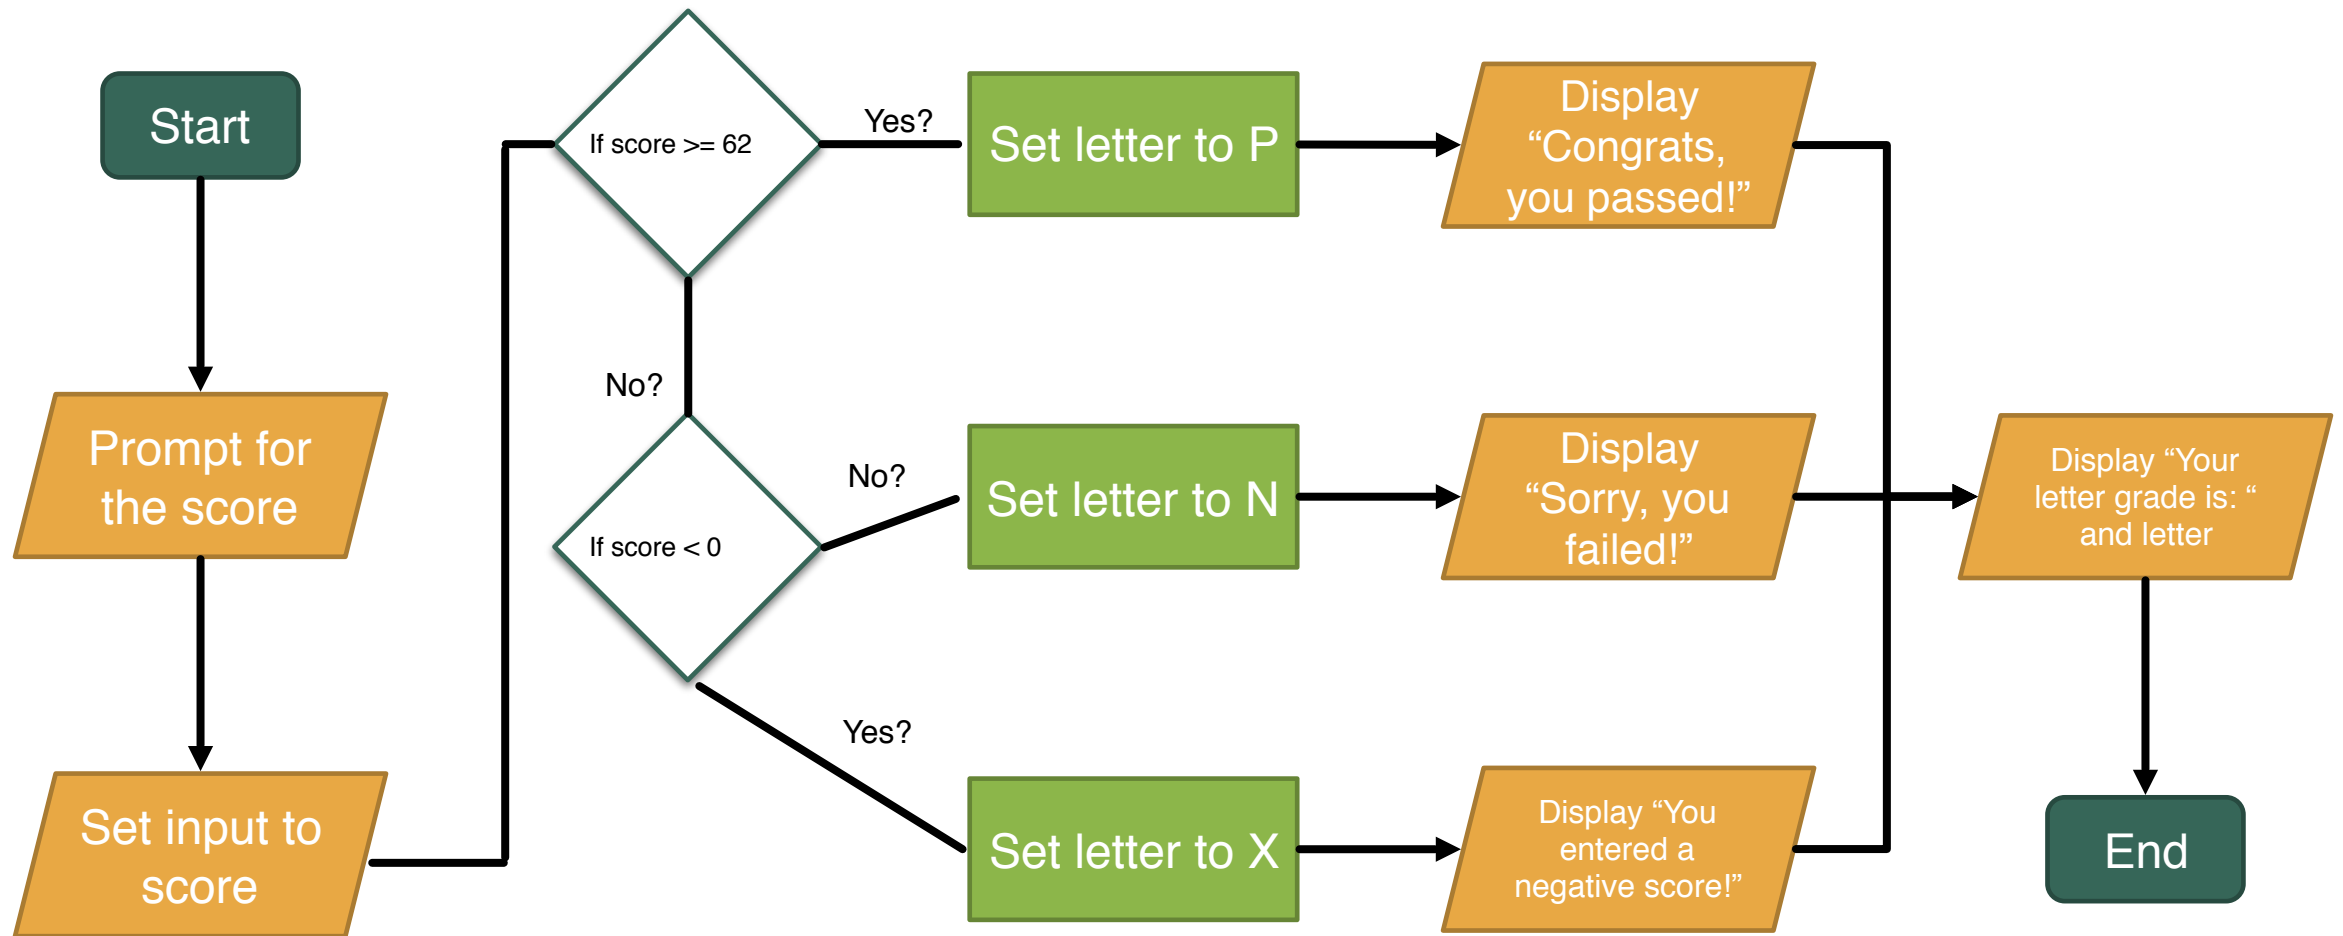 Start
Prompt for
the score
Set input to
score
If score >= 62
Yes?
Set letter to P
Display
“Congrats,
you passed!”
No?
If score < 0
No?
Set letter to N
Display
“Sorry, you
failed!”
Yes?
Set letter to X
Display “You
entered a
negative score!”
Display “Your
letter grade is: “
and letter
End